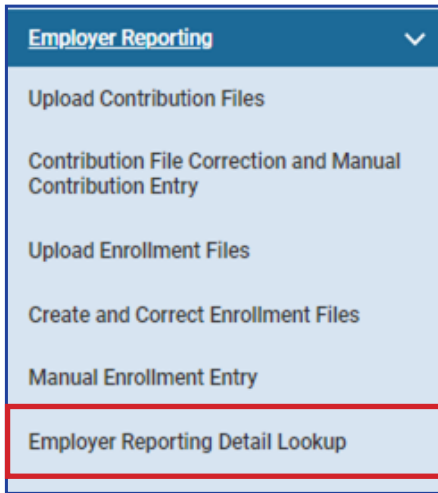 Employer Reporting
Upload Contribution Files
Contribution File Correction and Manual
Contribution Entry
Upload Enrollment Files
Create and Correct Enrollment Files
Manual Enrollment Entry
Employer Reporting Detail Lookup